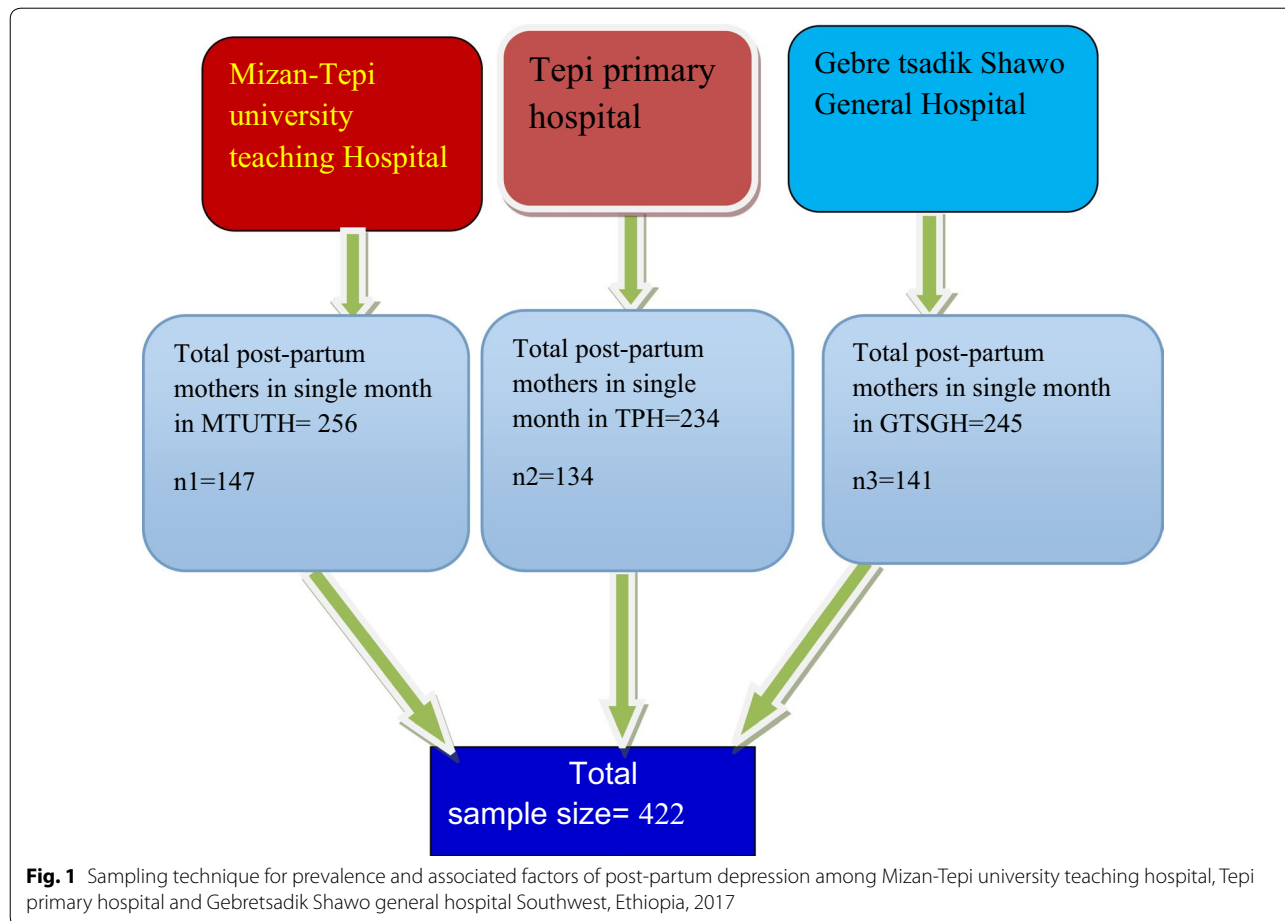 Mizan-Tepi
university
teaching Hospital
Tepi primary
hospital
Gebre tsadik Shawo
General Hospital
Total post-partum
mothers in single month
in MTUTH= 256
n1=147
Total post-partum
mothers in single
month in TPH=234
n2=134
Total post-partum
mothers in single month
in GTSGH=245
n3=141
Total
sample size= 422
Fig. 1 Sampling technique for prevalence and associated factors of post-partum depression among Mizan-Tepi university teaching hospital, Tepi
primary hospital and Gebretsadik Shawo general hospital Southwest, Ethiopia, 2017